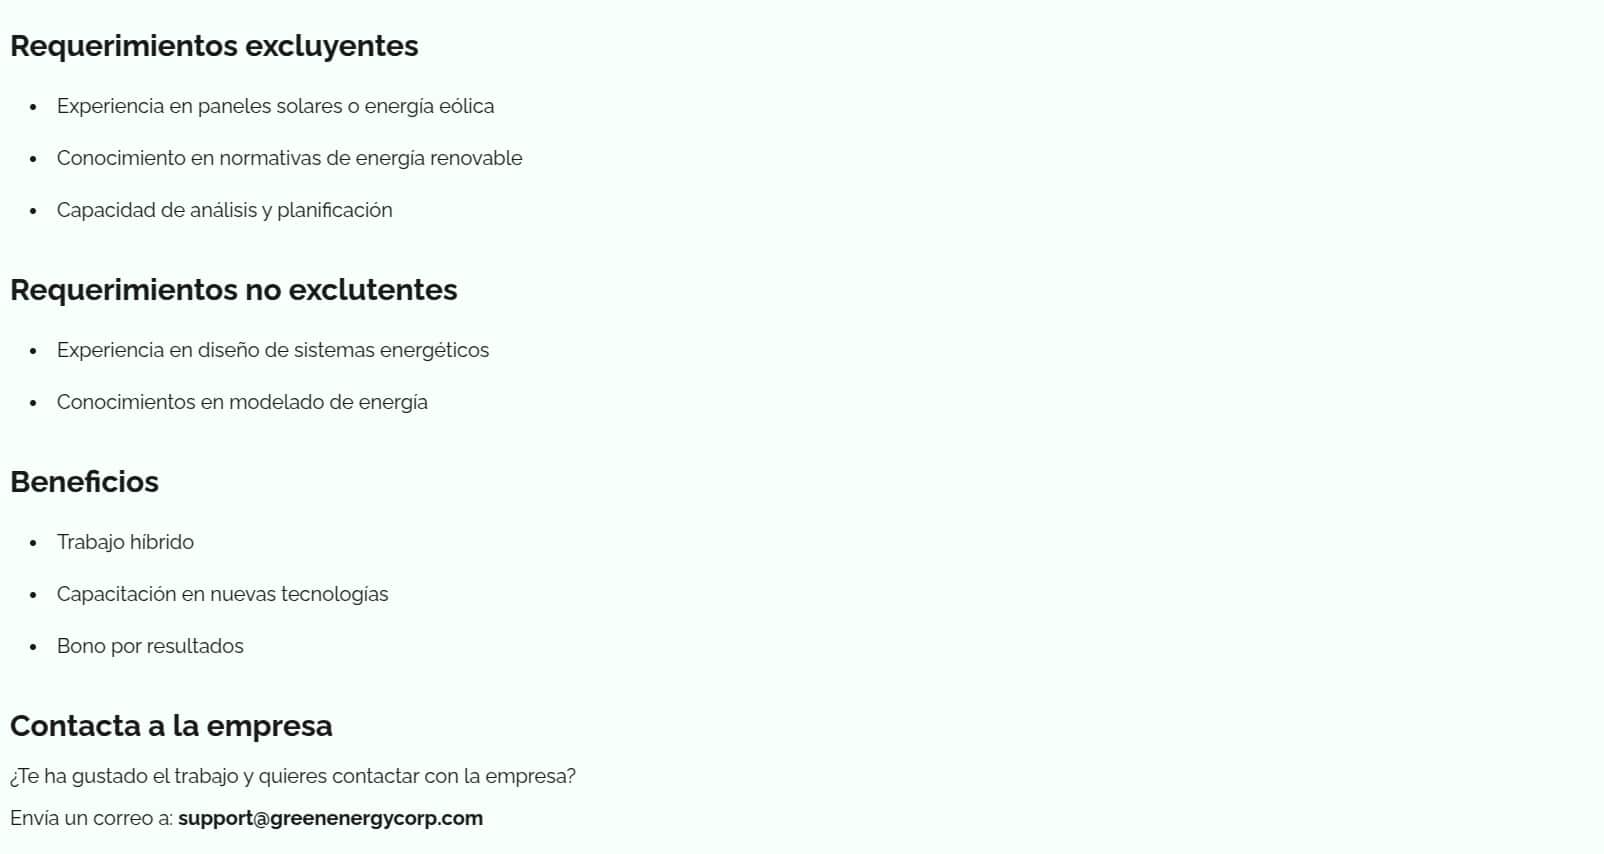 Requerimientos excluyentes
• Experiencia en paneles solares o energía eólica
• Conocimiento en normativas de energía renovable
• Capacidad de análisis y planificación
Requerimientos no exclutentes
• Experiencia en diseño de sistemas energéticos
• Conocimientos en modelado de energía
Beneficios
• Trabajo híbrido
• Capacitación en nuevas tecnologías
• Bono por resultados
Contacta a la empresa
¿Te ha gustado el trabajo y quieres contactar con la empresa?
Envía un correo a: support@greenenergycorp.com